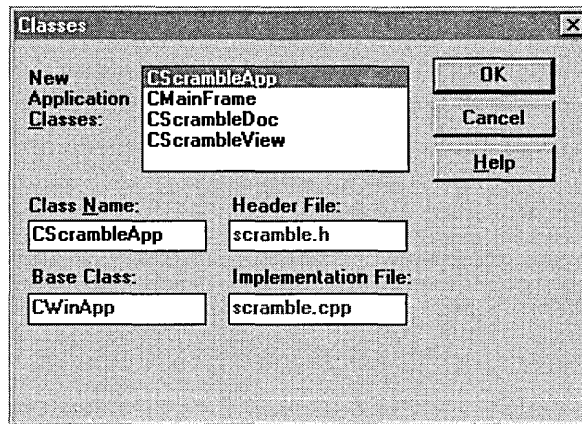 Classes
New Application Classes:
CScrambleApp
CMainFrame
CScrambleDoc
CScrambleView
OK
Cancel
Help
Class Name:
CScrambleApp
Header File:
scramble.h
Base Class:
CWinApp
Implementation File:
scramble.cpp